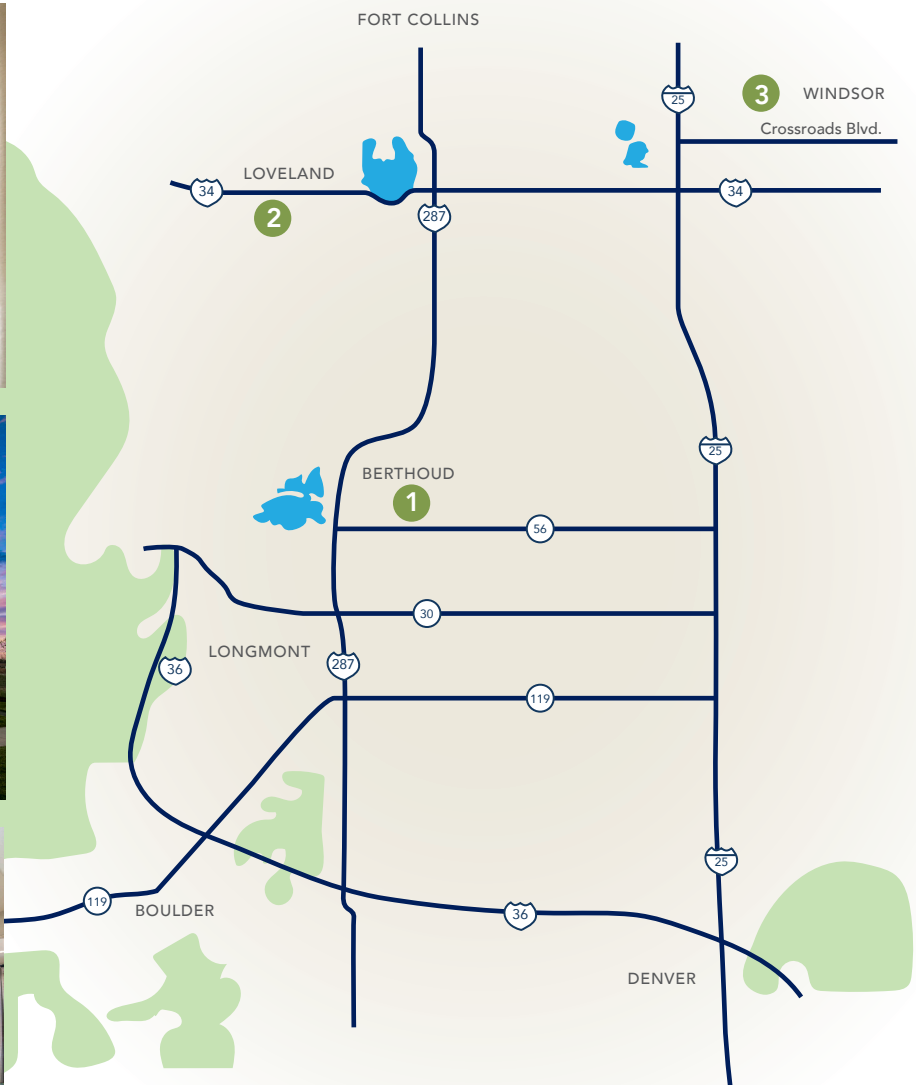 FORT COLLINS
25
3
WINDSOR
Crossroads Blvd.
LOVELAND
34
34
2
287
25
BERTHOUD
1
56
30
LONGMONT
287
36
119
25
119
BOULDER
36
DENVER